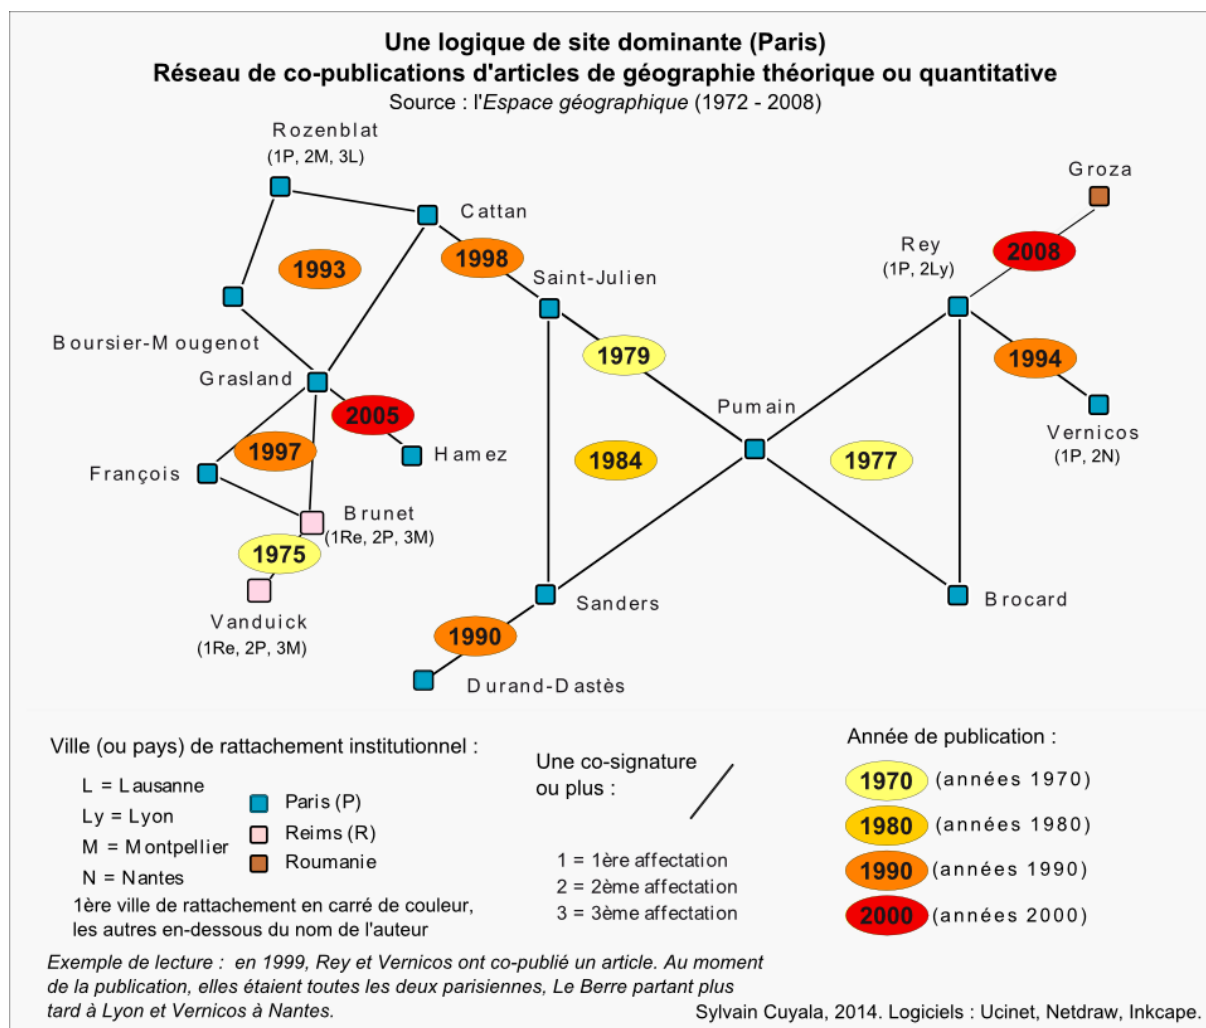 Une logique de site dominante (Paris)
Réseau de co-publications d'articles de géographie théorique ou quantitative
Source : l'Espace géographique (1972 - 2008)
Rozenblat
(1P, 2M, 3L)
Cattan
Groza
1993
1998
Saint-Julien
Rey
(1P, 2Ly)
2008
Boursier-Mougenot
Grasland
1979
1994
2005
Pumain
Vernicos
(1P, 2N)
François
1997
Hamez
1984
1977
Brunet
(1Re, 2P, 3M)
1975
Vanduick
(1Re, 2P, 3M)
Sanders
Brocard
1990
Durand-Dastès
Ville (ou pays) de rattachement institutionnel :
L = Lausanne
Ly = Lyon
M = Montpellier
N = Nantes
Paris (P)
Reims (R)
Roumanie
1ère ville de rattachement en carré de couleur,
les autres en-dessous du nom de l'auteur
Une co-signature
ou plus :
1 = 1ère affectation
2 = 2ème affectation
3 = 3ème affectation
Année de publication :
1970 (années 1970)
1980 (années 1980)
1990 (années 1990)
2000 (années 2000)
Exemple de lecture : en 1999, Rey et Vernicos ont co-publié un article. Au moment
de la publication, elles étaient toutes les deux parisiennes, Le Berre partant plus
tard à Lyon et Vernicos à Nantes.
Sylvain Cuyala, 2014. Logiciels : Ucinet, Netdraw, Inkcape.